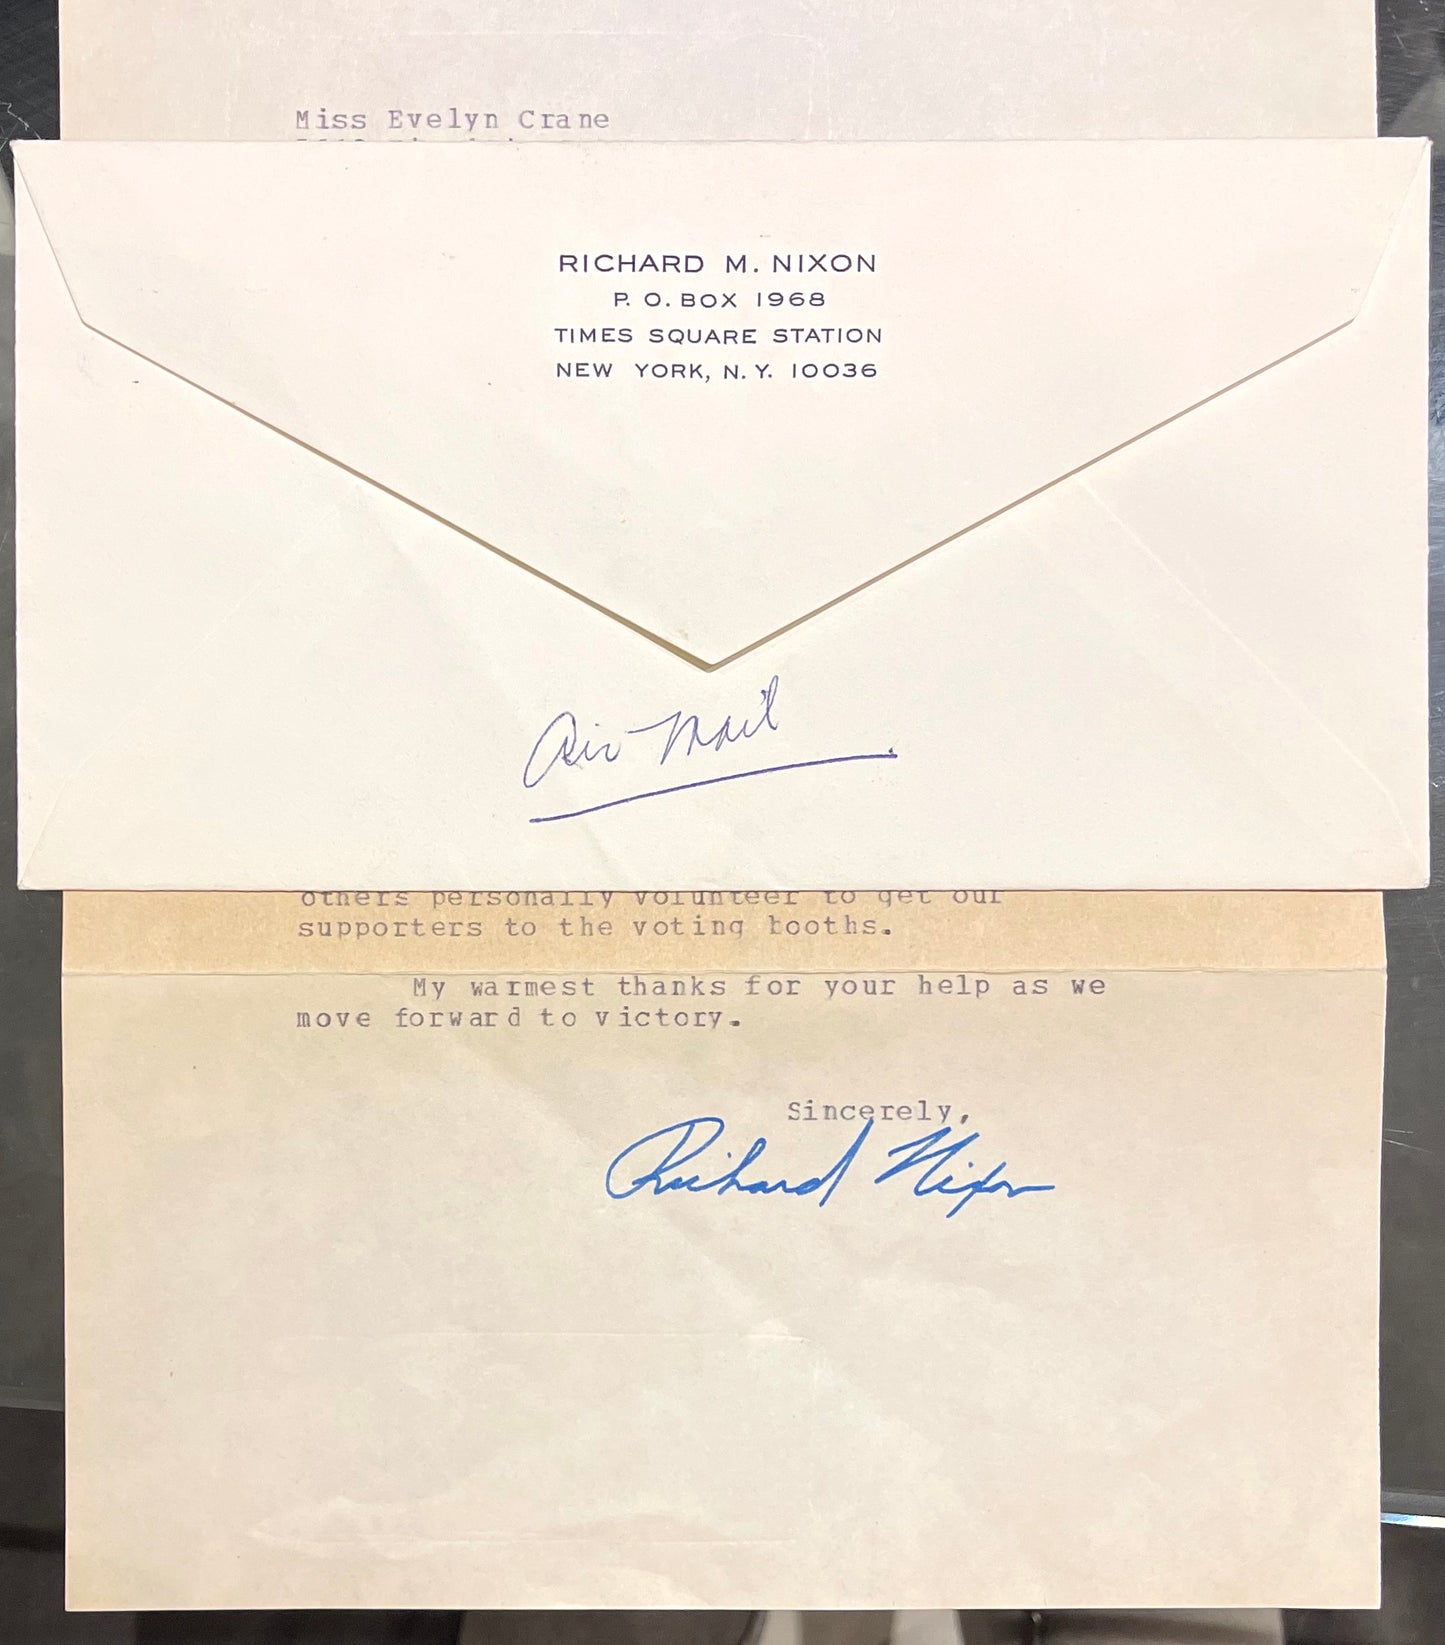 Miss Evelyn Crane
RICHARD M. NIXON
P. O. BOX 1968
TIMES SQUARE STATION
NEW YORK, N. Y. 10036
Air Mail
others personally volunteer to get our
supporters to the voting booths.
My warmest thanks for your help as we
move forward to victory.
Sincerely,
Richard Nixon